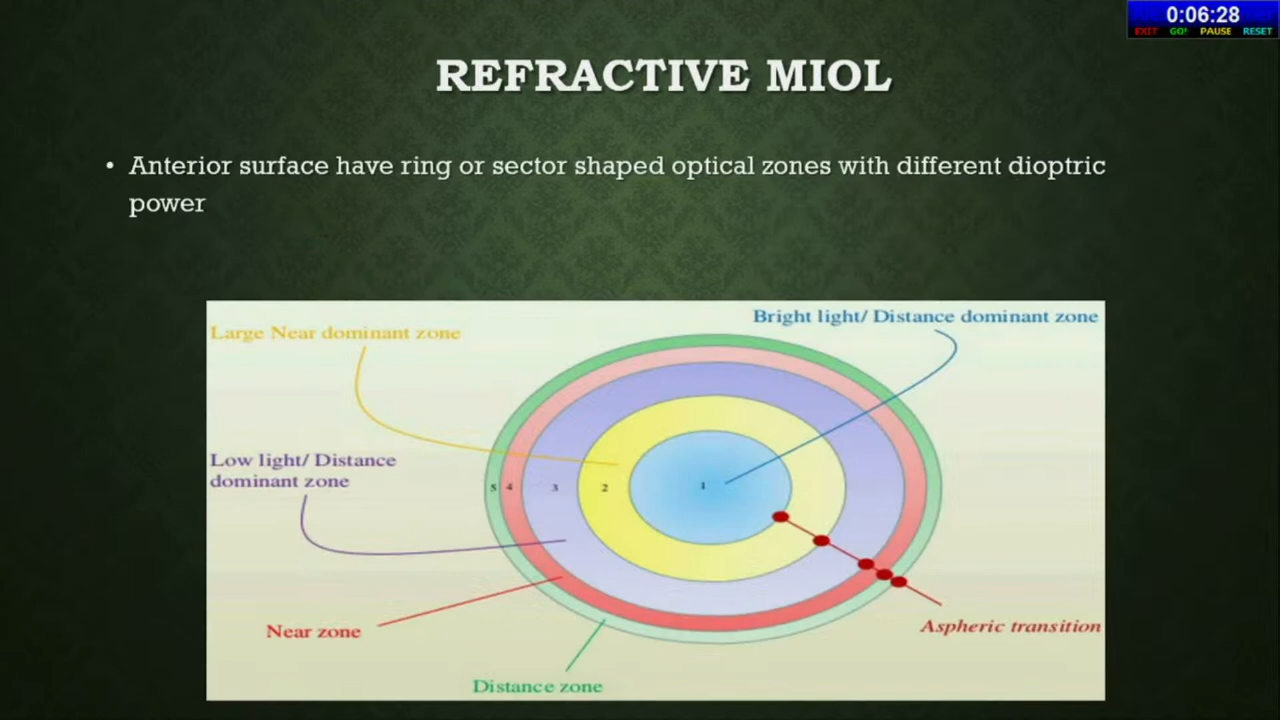 0:06:28
EXIT GO! PAUSE RESET
REFRACTIVE MIOL
• Anterior surface have ring or sector shaped optical zones with different dioptric
power
Bright light/ Distance dominant zone
Large Near dominant zone
Low light/ Distance
dominant zone
5 4 3 2 1
Near zone
Aspheric transition
Distance zone